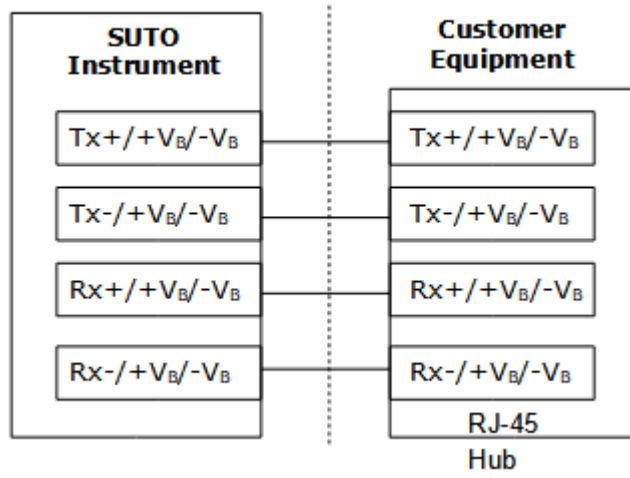 SUTO
Instrument
Customer
Equipment
Tx+/+VB/-VB
Tx+/+VB/-VB
Tx-/+VB/-VB
Tx-/+VB/-VB
Rx+/+VB/-VB
Rx+/+VB/-VB
Rx-/+VB/-VB
Rx-/+VB/-VB
RJ-45
Hub